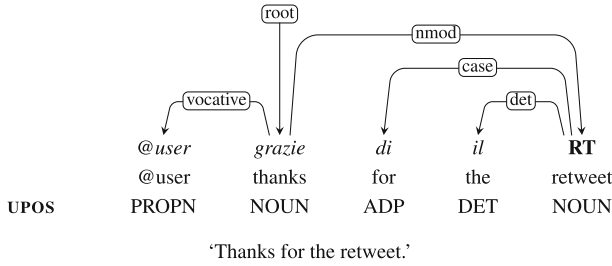 root
nmod
case
vocative
det
@user grazie di il RT
@user thanks for the retweet
UPOS PROPN NOUN ADP DET NOUN
‘Thanks for the retweet.’